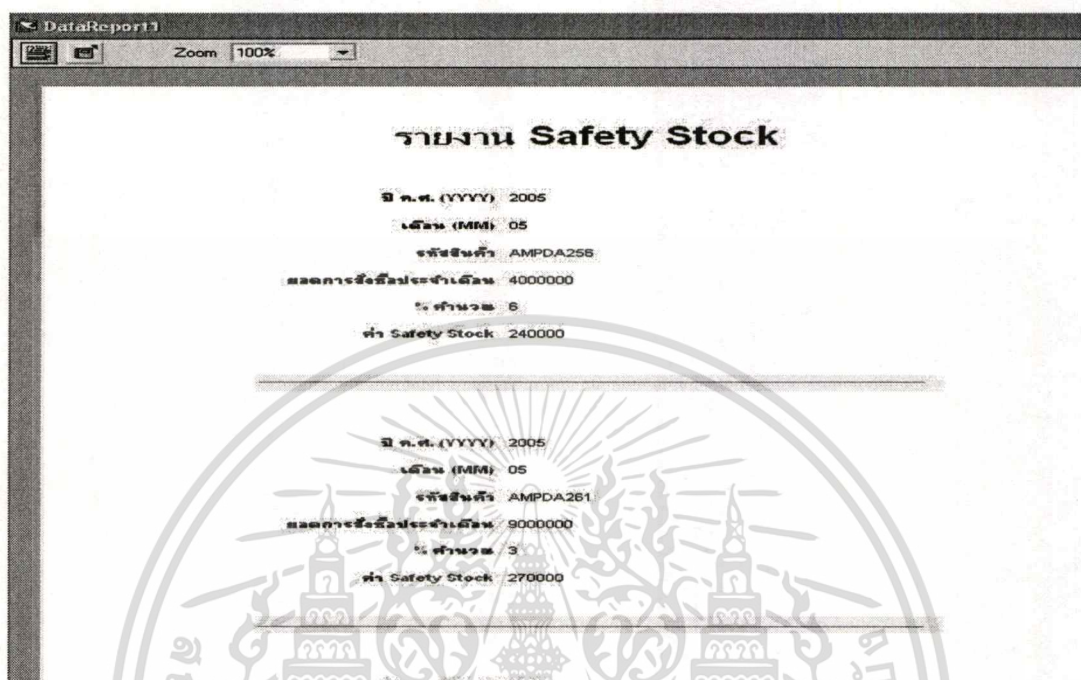 DataReport1
Zoom 100%
รายงาน Safety Stock
ปี ค.ศ. (YYYY) 2005
เดือน (MM) 05
รหัสสินค้า AMPDA256
ยอดการสั่งซื้อประจำเดือน 4000000
% คำนวณ 6
ค่า Safety Stock 240000
ปี ค.ศ. (YYYY) 2005
เดือน (MM) 05
รหัสสินค้า AMPDA261
ยอดการสั่งซื้อประจำเดือน 9000000
% คำนวณ 3
ค่า Safety Stock 270000